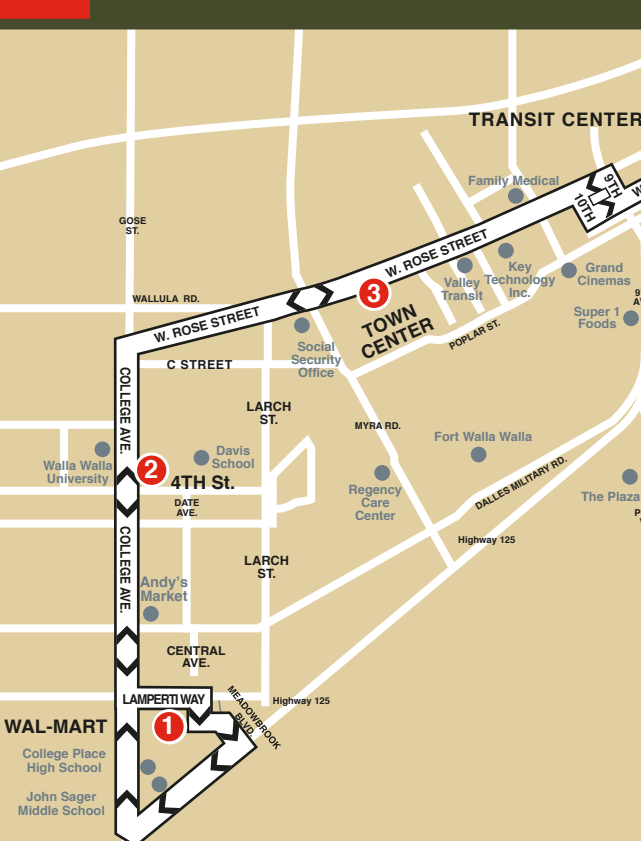 TRANSIT CENTER
Family Medical
9TH
10TH
W
GOSE
ST.
W. ROSE STREET
Key
Technology
Inc.
Grand
Cinemas
Valley
Transit
WALLULA RD.
3
9
A
Super 1
Foods
W. ROSE STREET
TOWN
CENTER
POPLAR ST.
Social
Security
Office
C STREET
COLLEGE AVE.
LARCH
ST.
MYRA RD.
Fort Walla Walla
Walla Walla
University
2
Davis
School
4TH St.
Regency
Care
Center
DALLES MILITARY RD.
The Plaza
P
DATE
AVE.
COLLEGE AVE.
Highway 125
LARCH
ST.
Andy's
Market
CENTRAL
AVE.
LAMPERTI WAY
MEADOWBROOK
BLVD
Highway 125
WAL-MART
1
College Place
High School
John Sager
Middle School